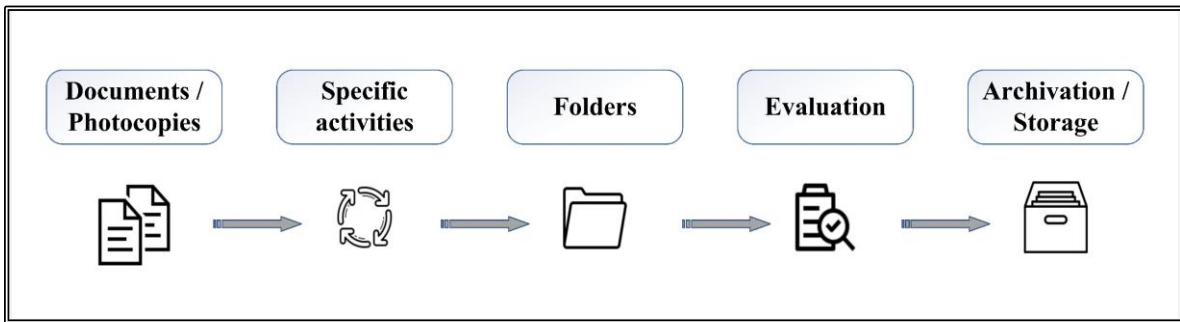 Documents /
Photocopies
Specific
activities
Folders
Evaluation
Archivation /
Storage